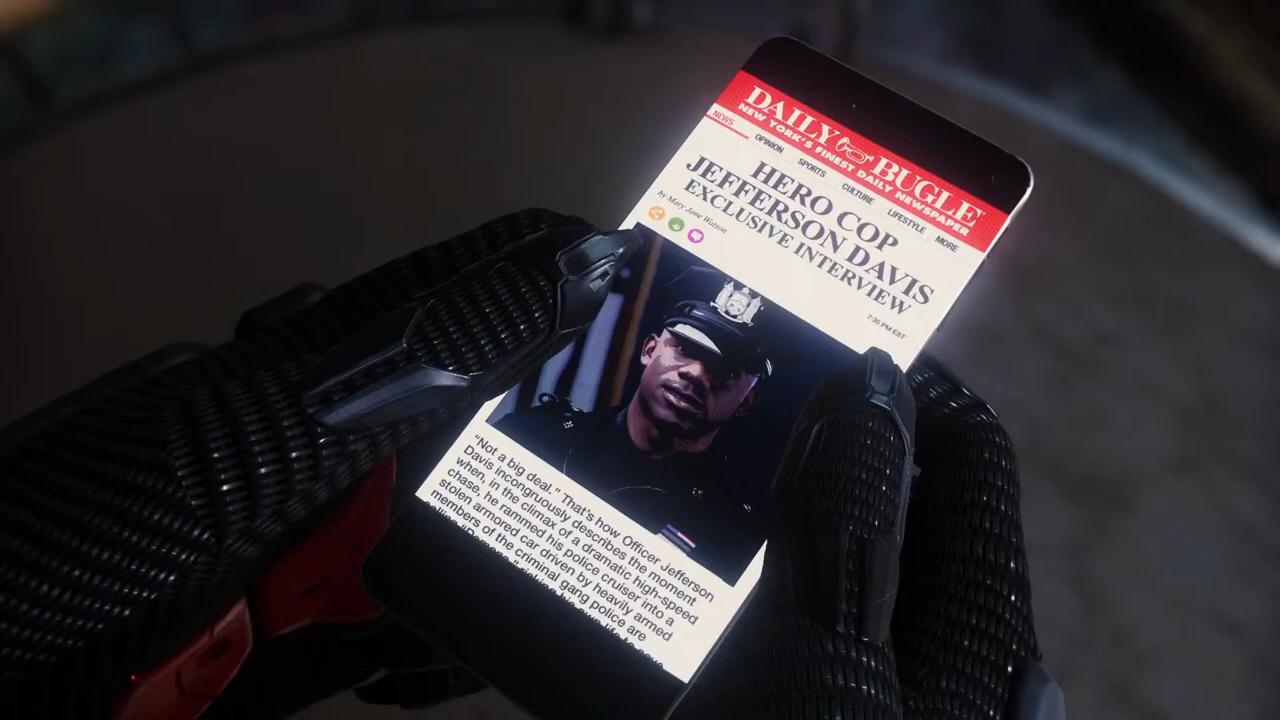 DAILY BUGLE
NEW YORK'S FINEST DAILY NEWSPAPER
NEWS OPINION SPORTS CULTURE LIFESTYLE MORE
HERO COP
JEFFERSON DAVIS
EXCLUSIVE INTERVIEW
by Mary-Jane Watson
7:35 PM EST
"Not a big deal." That's how Officer Jefferson
Davis incongruously describes the moment
when, in the climax of a dramatic high-speed
chase, he rammed his police cruiser into a
stolen armored car driven by heavily armed
members of the criminal gang police are